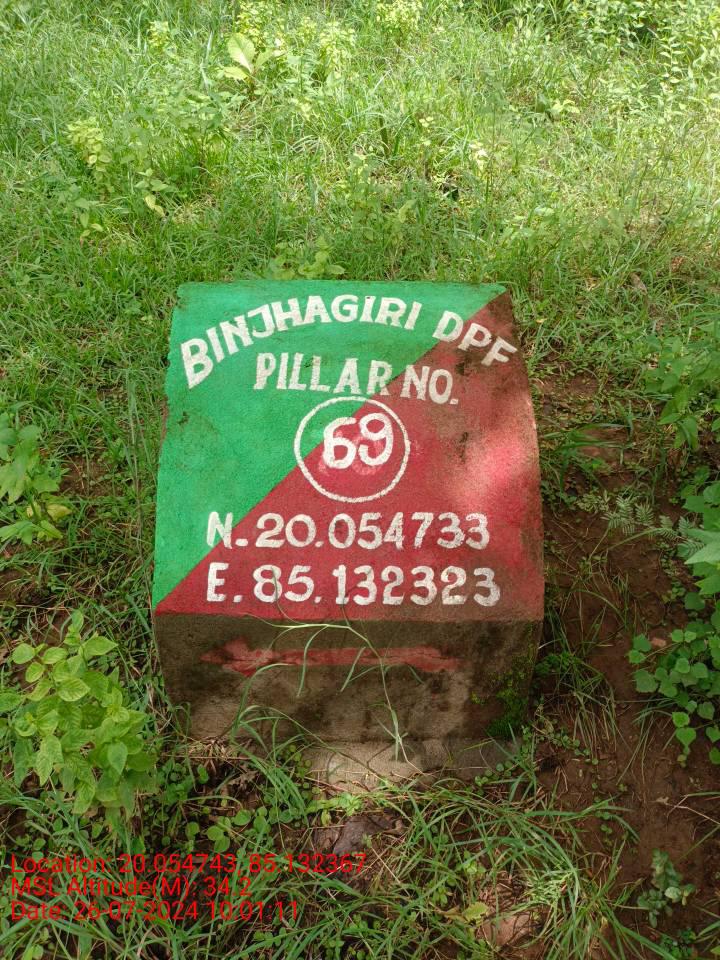 BINJHAGIRI DPF
PILLAR NO.
69
N.20.054733
E.85.132323
Location: 20.054743, 85.132367
MSL Altitude(M): 34.2
Date: 26-07-2024 10:01:11